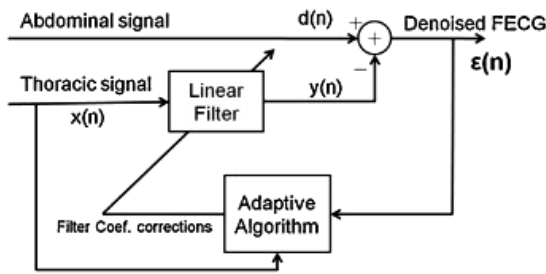 Abdominal signal
d(n)
+
+
Denoised FECG
ε(n)
Thoracic signal
x(n)
Linear
Filter
y(n)
−
Adaptive
Algorithm
Filter Coef. corrections